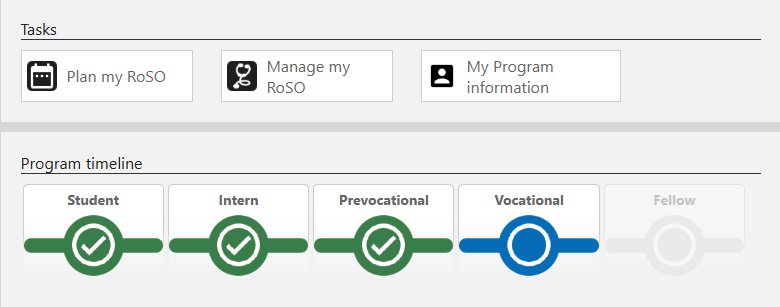 Tasks
Plan my RoSO
Manage my
RoSO
My Program
information
Program timeline
Student
Intern
Prevocational
Vocational
Fellow